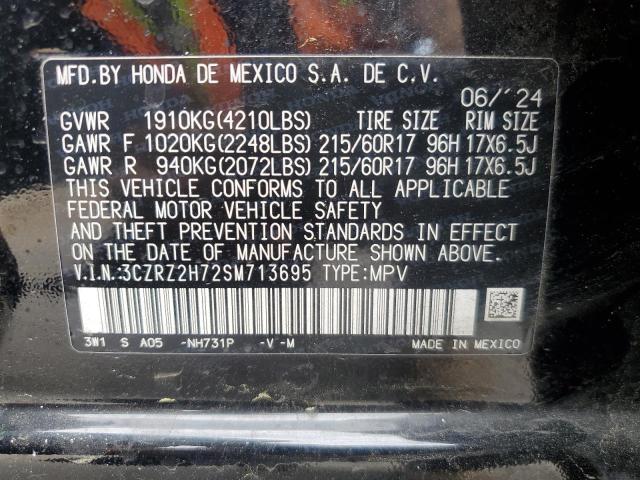 MFD.BY HONDA DE MEXICO S.A. DE C.V.
06/'24
GVWR 1910KG(4210LBS) TIRE SIZE RIM SIZE
GAWR F 1020KG(2248LBS) 215/60R17 96H 17X6.5J
GAWR R 940KG(2072LBS) 215/60R17 96H 17X6.5J
THIS VEHICLE CONFORMS TO ALL APPLICABLE
FEDERAL MOTOR VEHICLE SAFETY
AND THEFT PREVENTION STANDARDS IN EFFECT
ON THE DATE OF MANUFACTURE SHOWN ABOVE.
V.I.N.:3CZRZ2H72SM713695 TYPE:MPV
3W1 S A05 -NH731P -V-M MADE IN MEXICO